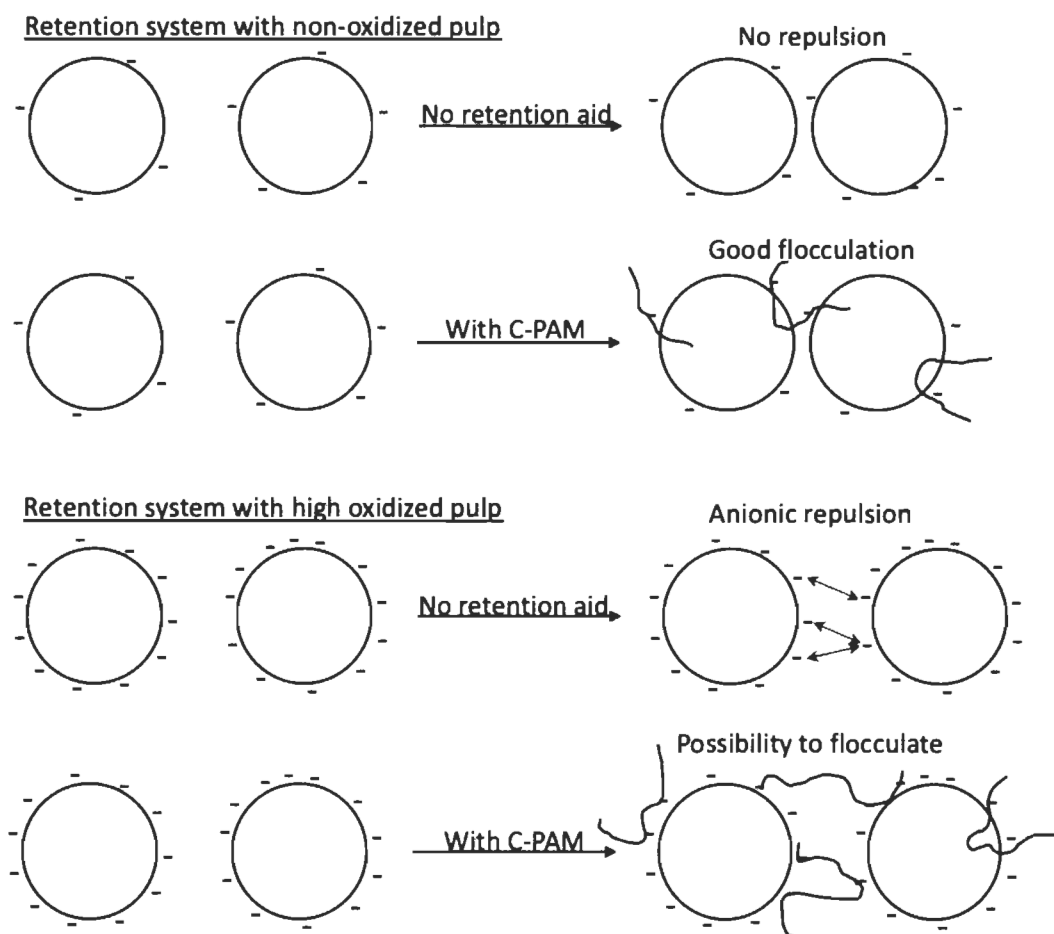 Retention system with non-oxidized pulp
No repulsion
No retention aid
Good flocculation
With C-PAM
Retention system with high oxidized pulp
Anionic repulsion
No retention aid
Possibility to flocculate
With C-PAM